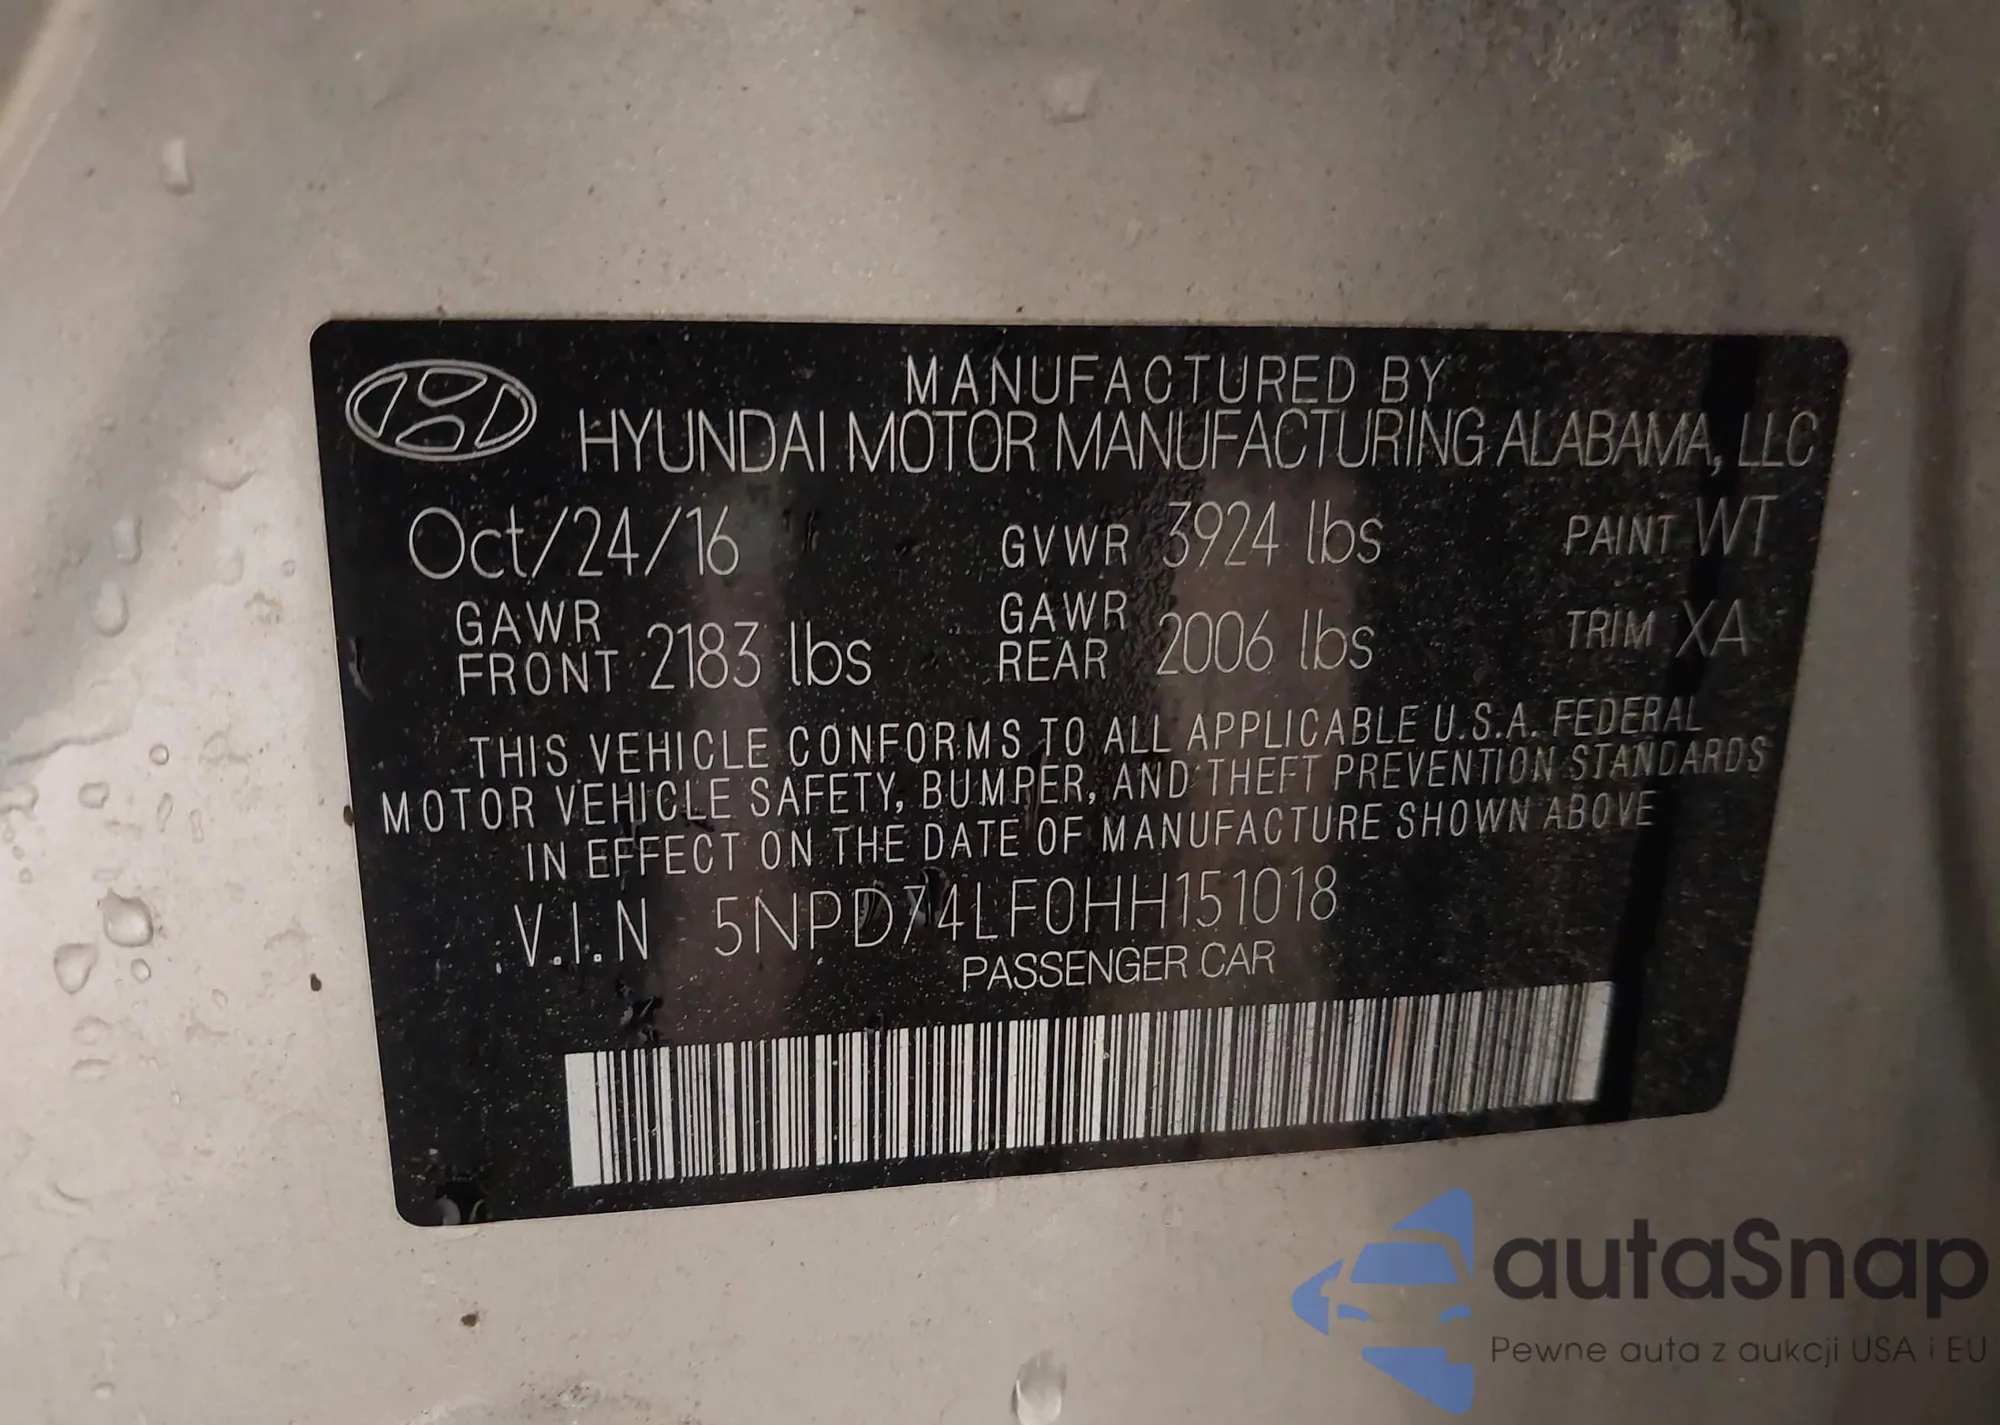 MANUFACTURED BY
HYUNDAI MOTOR MANUFACTURING ALABAMA, LLC
Oct/24/16 GVWR 3924 lbs PAINT WT
GAWR FRONT 2183 lbs GAWR REAR 2006 lbs TRIM XA
THIS VEHICLE CONFORMS TO ALL APPLICABLE U.S.A. FEDERAL
MOTOR VEHICLE SAFETY, BUMPER, AND THEFT PREVENTION STANDARDS
IN EFFECT ON THE DATE OF MANUFACTURE SHOWN ABOVE
V.I.N 5NPD74LF0HH151018
PASSENGER CAR
autaSnap
Pewne auta z aukcji USA i EU